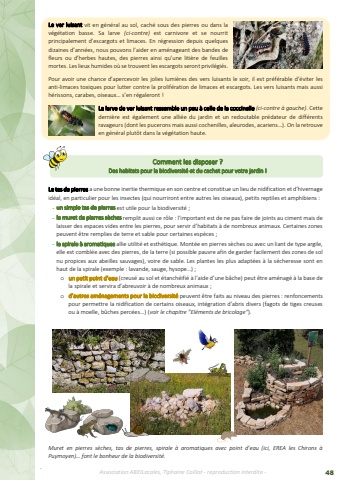 Le ver luisant vit en général au sol, caché sous des pierres ou dans la
végétation basse. Sa larve (ci-contre) est carnivore et se nourrit
principalement d'escargots et limaces. En régression depuis quelques
dizaines d'années, nous pouvons l'aider en aménageant des bandes de
fleurs ou d'herbes hautes, des pierres ainsi qu'une litière de feuilles
mortes. Les lieux humides où se trouvent les escargots seront privilégiés.
Pour avoir une chance d'apercevoir les jolies lumières des vers luisants le soir, il est préférable d'éviter les
anti-limaces toxiques pour lutter contre la prolifération de limaces et escargots. Les vers luisants mais aussi
hérissons, carabes, oiseaux... s'en régaleront !
La larve de ver luisant ressemble un peu à celle de la coccinelle (ci-contre à gauche). Cette
dernière est également une alliée du jardin et un redoutable prédateur de différents
ravageurs (dont les pucerons mais aussi cochenilles, aleurodes, acariens...). On la retrouve
en général plutôt dans la végétation haute.
Comment les disposer ?
Des habitats pour la biodiversité et du cachet pour votre jardin !
Le tas de pierres a une bonne inertie thermique en son centre et constitue un lieu de nidification et d'hivernage
idéal, en particulier pour les insectes (qui nourriront entre autres les oiseaux), petits reptiles et amphibiens :
- un simple tas de pierres est utile pour la biodiversité ;
- le muret de pierres sèches remplit aussi ce rôle : l'important est de ne pas faire de joints au ciment mais de
laisser des espaces vides entre les pierres, pour servir d'habitats à de nombreux animaux. Certaines zones
peuvent être remplies de terre et sable pour certaines espèces ;
- la spirale à aromatiques allie utilité et esthétique. Montée en pierres sèches ou avec un liant de type argile,
elle est comblée avec des pierres, de la terre (si possible pauvre afin de garder facilement des zones de sol
nu propices aux abeilles sauvages), voire de sable. Les plantes les plus adaptées à la sécheresse sont en
haut de la spirale (exemple : lavande, sauge, hysope...) ;
o un petit point d'eau (creusé au sol et étanchéifié à l'aide d'une bâche) peut être aménagé à la base de
la spirale et servira d'abreuvoir à de nombreux animaux ;
o d'autres aménagements pour la biodiversité peuvent être faits au niveau des pierres : renfoncements
pour permettre la nidification de certains oiseaux, intégration d'abris divers (fagots de tiges creuses
ou à moelle, bûches percées...) (voir le chapitre "Eléments de bricolage").
Muret en pierres sèches, tas de pierres, spirale à aromatiques avec point d'eau (ici, EREA les Chirons à
Puymoyen)... font le bonheur de la biodiversité.
48